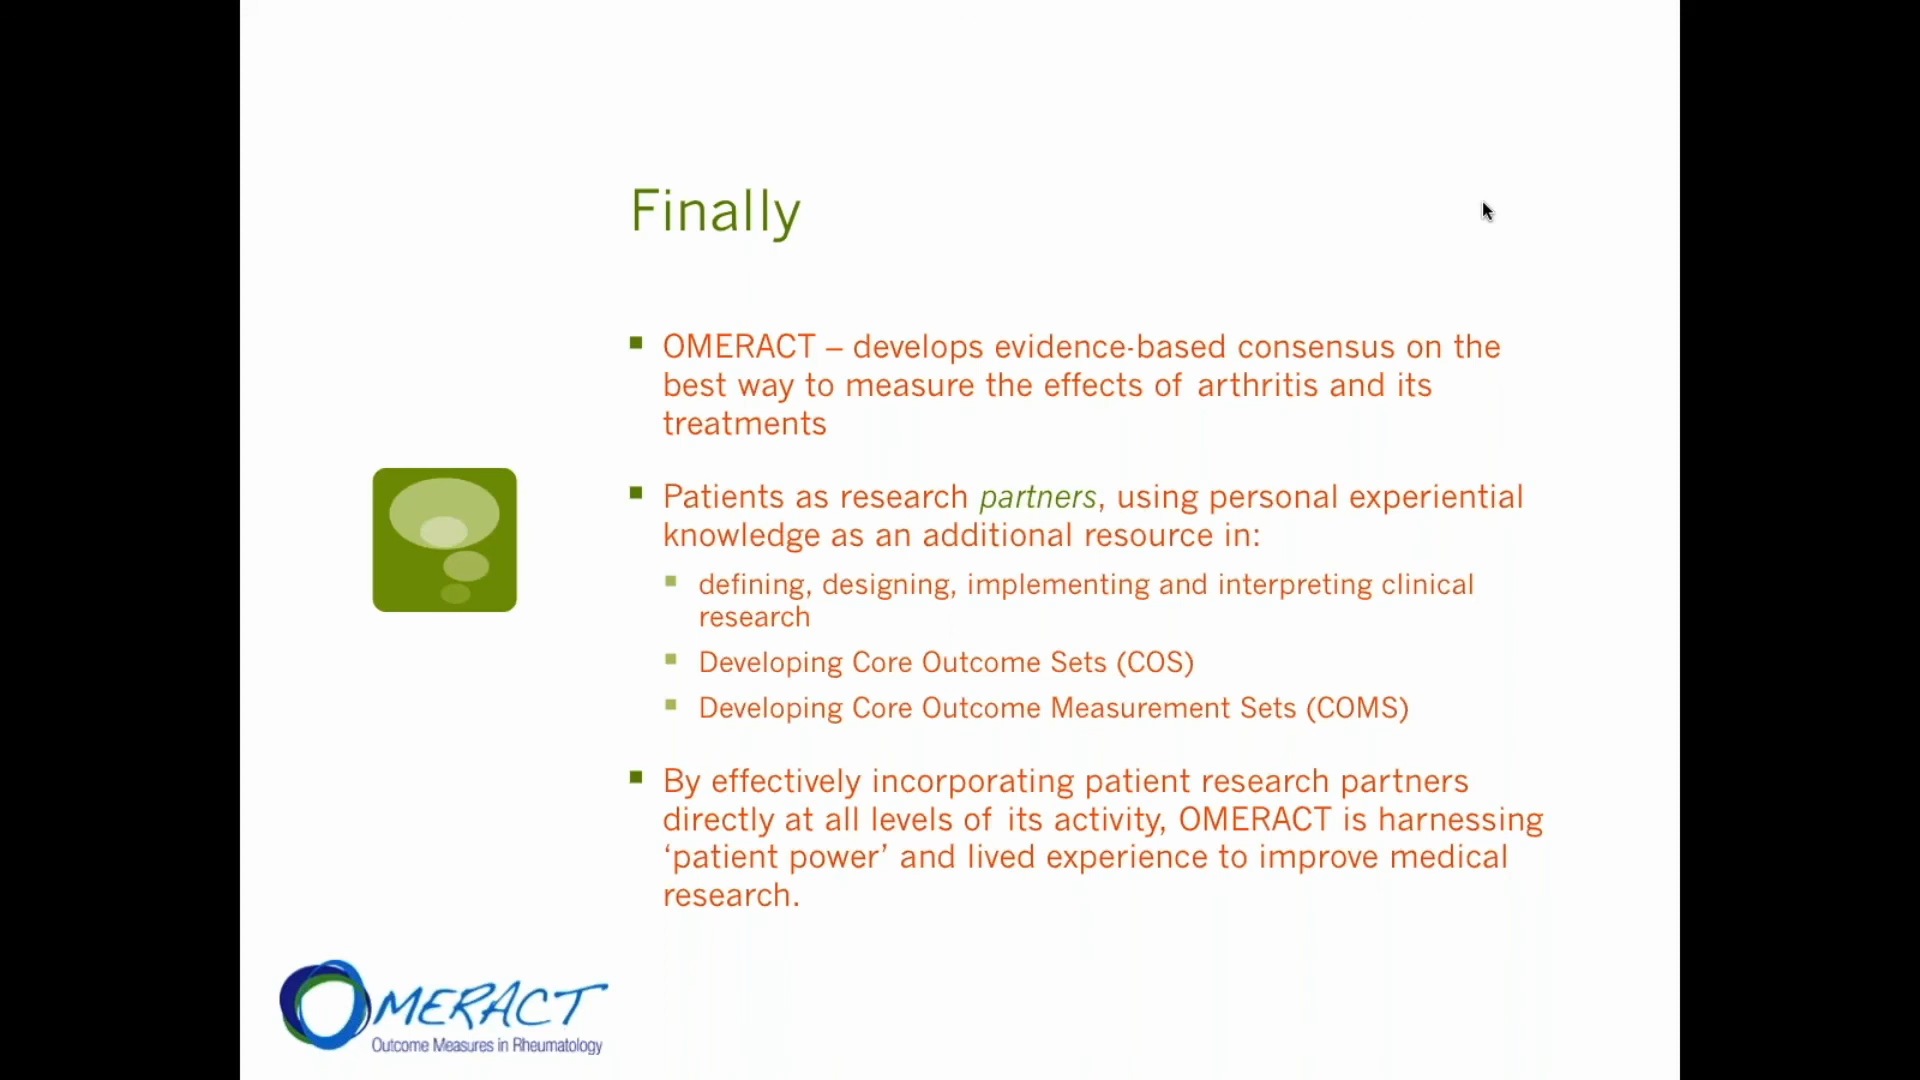 Finally
OMERACT – develops evidence-based consensus on the
best way to measure the effects of arthritis and its
treatments
Patients as research partners, using personal experiential
knowledge as an additional resource in:
defining, designing, implementing and interpreting clinical
research
Developing Core Outcome Sets (COS)
Developing Core Outcome Measurement Sets (COMS)
By effectively incorporating patient research partners
directly at all levels of its activity, OMERACT is harnessing
‘patient power’ and lived experience to improve medical
research.
OMERACT
Outcome Measures in Rheumatology